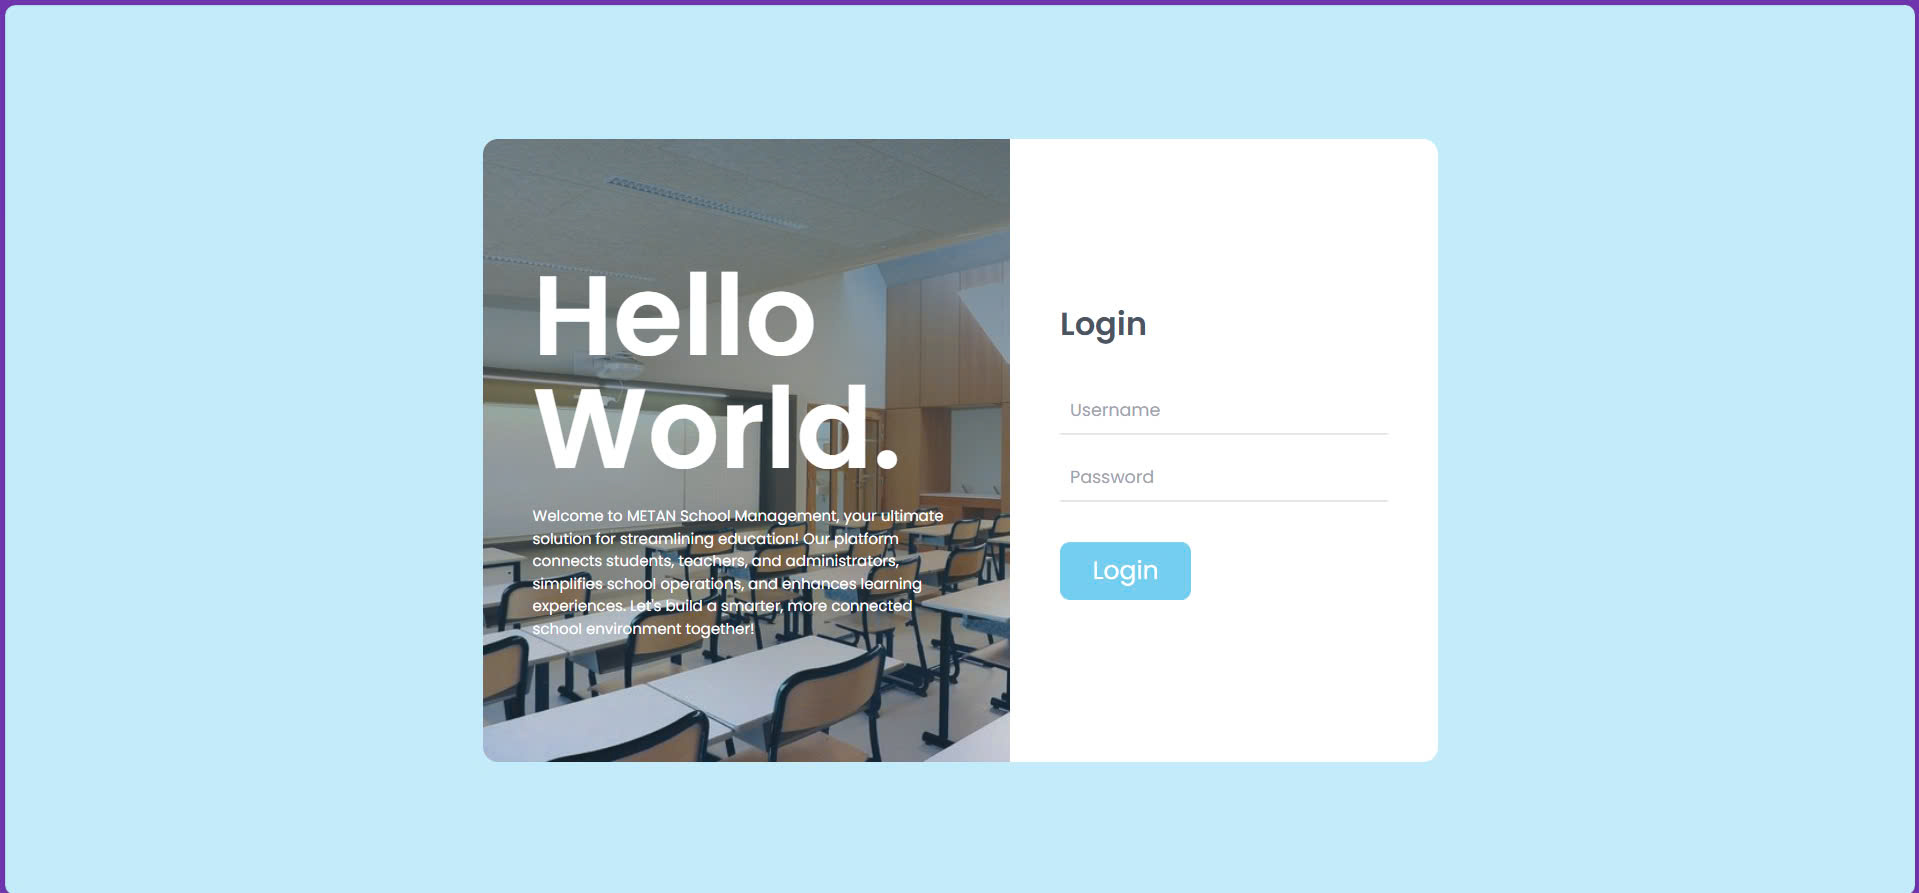 Hello
World.
Welcome to METAN School Management, your ultimate
solution for streamlining education! Our platform
connects students, teachers, and administrators,
simplifies school operations, and enhances learning
experiences. Let's build a smarter, more connected
school environment together!
Login
Username
Password
Login